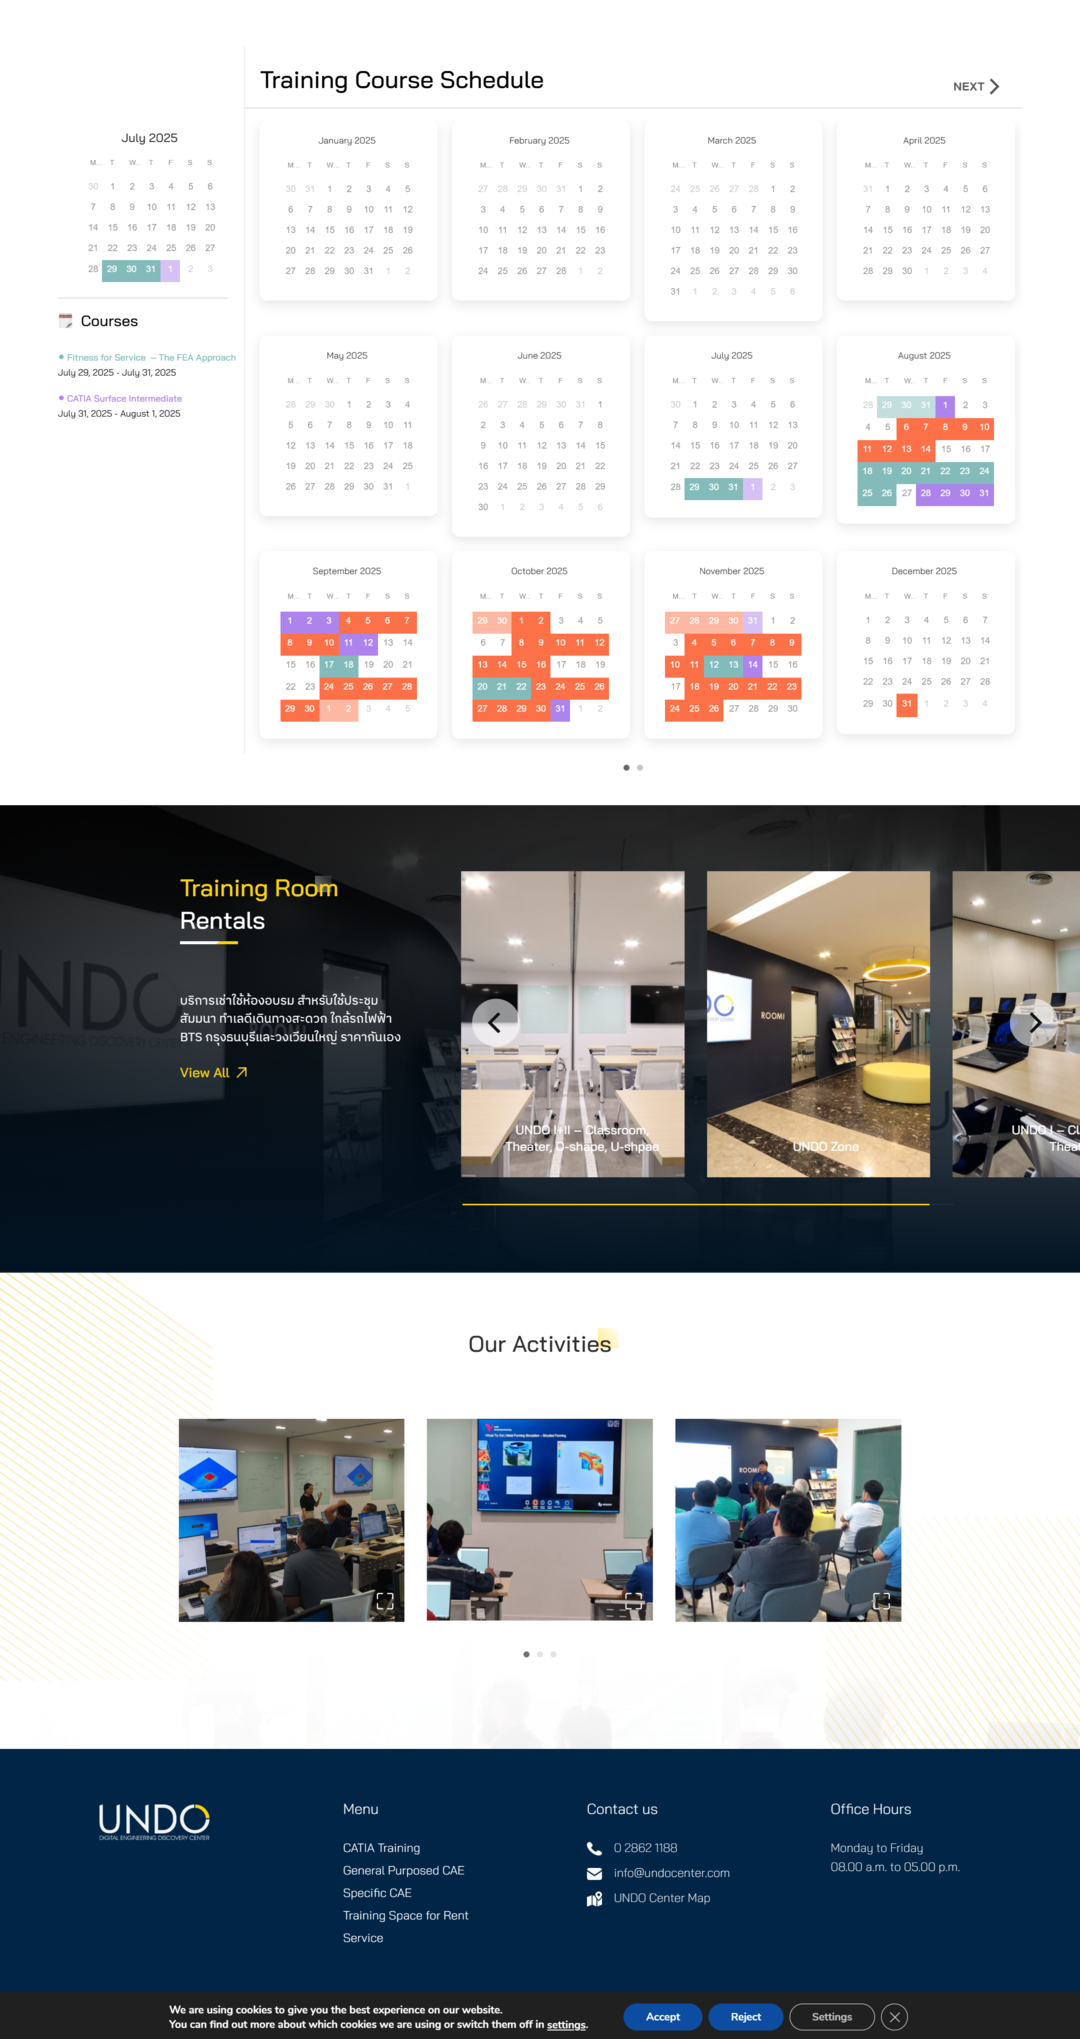 Training Course Schedule
NEXT
July 2025
M... T W... T F S S
30 1 2 3 4 5 6
7 8 9 10 11 12 13
14 15 16 17 18 19 20
21 22 23 24 25 26 27
28 29 30 31 1 2 3
Courses
Fitness for Service – The FEA Approach
July 29, 2025 - July 31, 2025
CATIA Surface Intermediate
July 31, 2025 - August 1, 2025
January 2025
M... T W... T F S S
30 31 1 2 3 4 5
6 7 8 9 10 11 12
13 14 15 16 17 18 19
20 21 22 23 24 25 26
27 28 29 30 31 1 2
February 2025
M... T W... T F S S
27 28 29 30 31 1 2
3 4 5 6 7 8 9
10 11 12 13 14 15 16
17 18 19 20 21 22 23
24 25 26 27 28 1 2
March 2025
M... T W... T F S S
24 25 26 27 28 1 2
3 4 5 6 7 8 9
10 11 12 13 14 15 16
17 18 19 20 21 22 23
24 25 26 27 28 29 30
31 1 2 3 4 5 6
April 2025
M... T W... T F S S
31 1 2 3 4 5 6
7 8 9 10 11 12 13
14 15 16 17 18 19 20
21 22 23 24 25 26 27
28 29 30 1 2 3 4
May 2025
M... T W... T F S S
28 29 30 1 2 3 4
5 6 7 8 9 10 11
12 13 14 15 16 17 18
19 20 21 22 23 24 25
26 27 28 29 30 31 1
June 2025
M... T W... T F S S
26 27 28 29 30 31 1
2 3 4 5 6 7 8
9 10 11 12 13 14 15
16 17 18 19 20 21 22
23 24 25 26 27 28 29
30 1 2 3 4 5 6
July 2025
M... T W... T F S S
30 1 2 3 4 5 6
7 8 9 10 11 12 13
14 15 16 17 18 19 20
21 22 23 24 25 26 27
28 29 30 31 1 2 3
August 2025
M... T W... T F S S
28 29 30 31 1 2 3
4 5 6 7 8 9 10
11 12 13 14 15 16 17
18 19 20 21 22 23 24
25 26 27 28 29 30 31
September 2025
M... T W... T F S S
1 2 3 4 5 6 7
8 9 10 11 12 13 14
15 16 17 18 19 20 21
22 23 24 25 26 27 28
29 30 1 2 3 4 5
October 2025
M... T W... T F S S
29 30 1 2 3 4 5
6 7 8 9 10 11 12
13 14 15 16 17 18 19
20 21 22 23 24 25 26
27 28 29 30 31 1 2
November 2025
M... T W... T F S S
27 28 29 30 31 1 2
3 4 5 6 7 8 9
10 11 12 13 14 15 16
17 18 19 20 21 22 23
24 25 26 27 28 29 30
December 2025
M... T W... T F S S
1 2 3 4 5 6 7
8 9 10 11 12 13 14
15 16 17 18 19 20 21
22 23 24 25 26 27 28
29 30 31 1 2 3 4
Training Room
Rentals
บริการเช่าใช้ห้องอบรม สำหรับใช้ประชุม
สัมมนา ทำเลดีเดินทางสะดวก ใกล้รถไฟฟ้า
BTS กรุงธนบุรีและวงเวียนใหญ่ ราคากันเอง
View All
UNDO I+II – Classroom,
Theater, O-shape, U-shpae
ROOM I
UNDO Zone
UNDO I – Cl
Thea
Our Activities
UNDO
DIGITAL ENGINEERING DISCOVERY CENTER
Menu
CATIA Training
General Purposed CAE
Specific CAE
Training Space for Rent
Service
Contact us
0 2862 1188
info@undocenter.com
UNDO Center Map
Office Hours
Monday to Friday
08.00 a.m. to 05.00 p.m.
We are using cookies to give you the best experience on our website.
You can find out more about which cookies we are using or switch them off in settings.
Accept
Reject
Settings